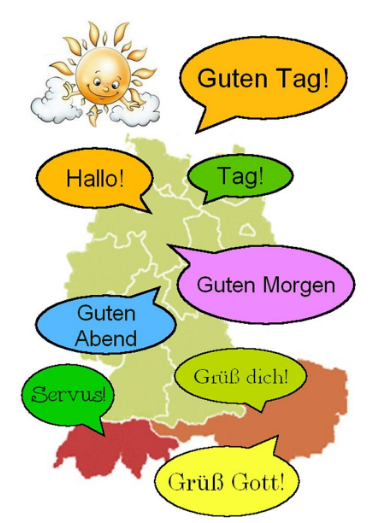 Guten Tag!
Hallo!
Tag!
Guten Morgen
Guten
Abend
Grüß dich!
Servus!
Grüß Gott!